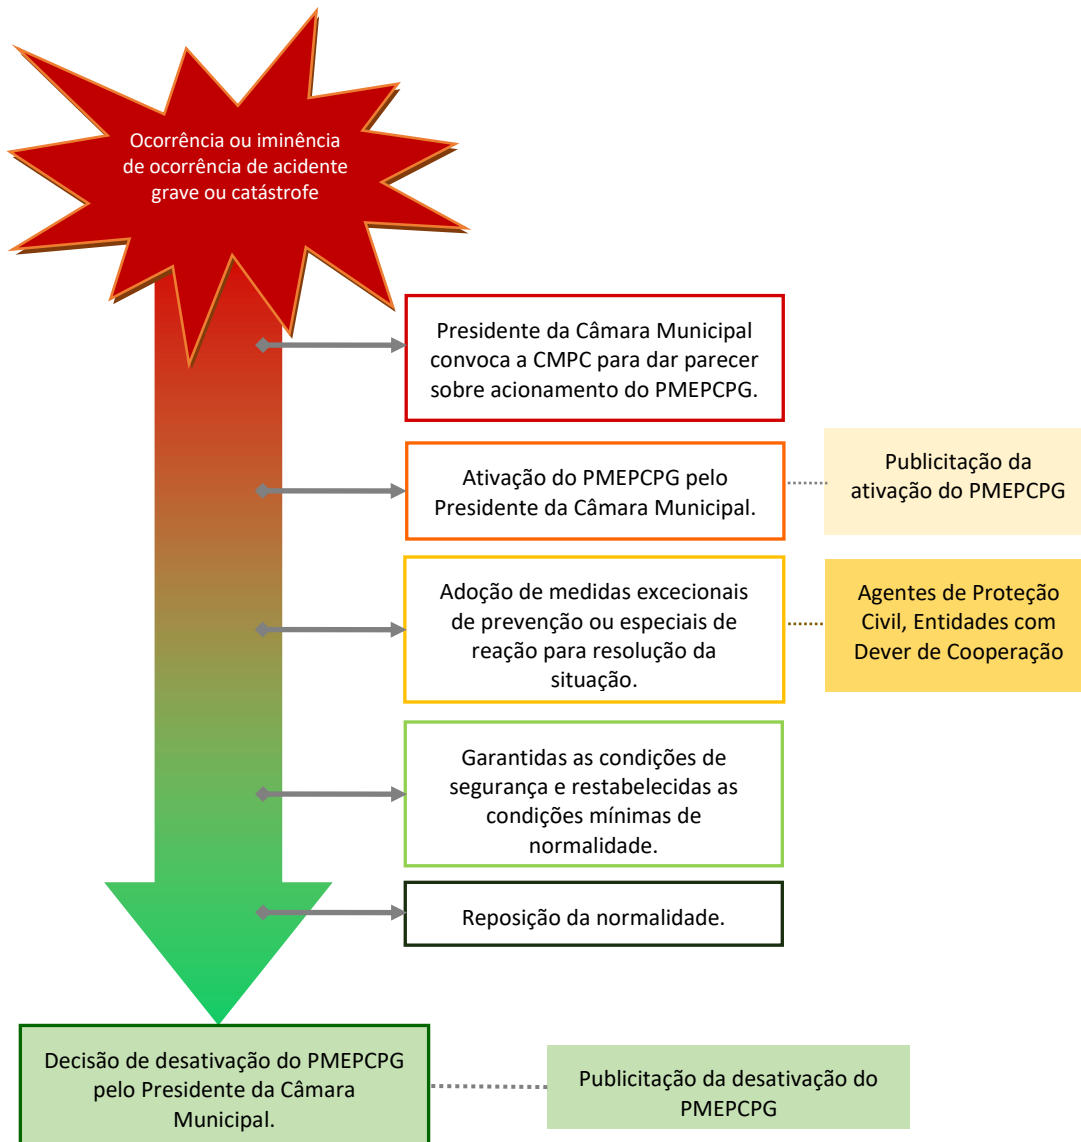 Ocorrência ou iminência
de ocorrência de acidente
grave ou catástrofe
Presidente da Câmara Municipal
convoca a CMPC para dar parecer
sobre acionamento do PMEPCPG.
Ativação do PMEPCPG pelo
Presidente da Câmara Municipal.
Publicitação da
ativação do PMEPCPG
Adoção de medidas excecionais
de prevenção ou especiais de
reação para resolução da
situação.
Agentes de Proteção
Civil, Entidades com
Dever de Cooperação
Garantidas as condições de
segurança e restabelecidas as
condições mínimas de
normalidade.
Reposição da normalidade.
Decisão de desativação do PMEPCPG
pelo Presidente da Câmara
Municipal.
Publicitação da desativação do
PMEPCPG